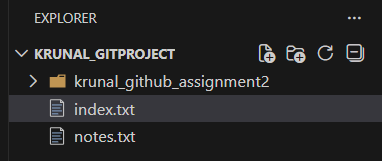 EXPLORER
KRUNAL_GITPROJECT
krunal_github_assignment2
index.txt
notes.txt